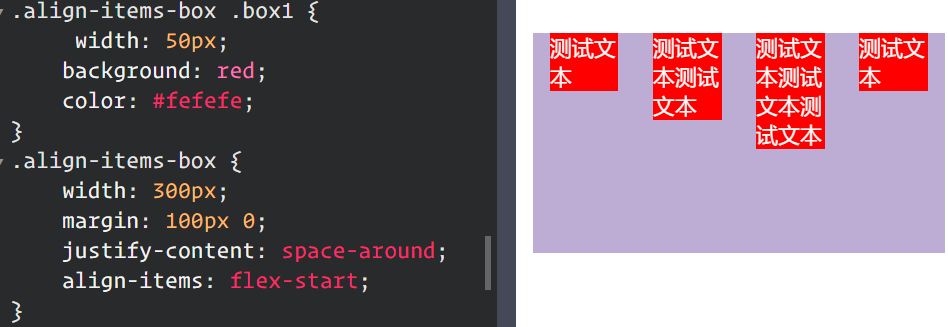 .align-items-box .box1 {
width: 50px;
background: red;
color: #fefefe;
}
.align-items-box {
width: 300px;
margin: 100px 0;
justify-content: space-around;
align-items: flex-start;
}
测试文
本
测试文
本测试
文本
测试文
本测试
文本测
试文本
测试文
本